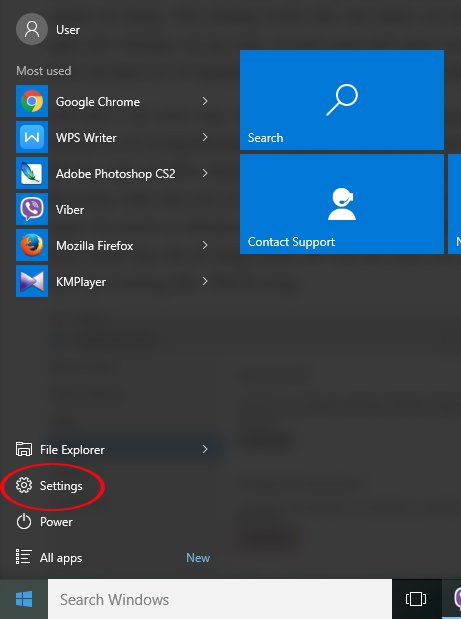 User
Most used
Google Chrome
WPS Writer
Adobe Photoshop CS2
Viber
Mozilla Firefox
KMPlayer
Search
Contact Support
N
File Explorer
Settings
Power
All apps New
Search Windows